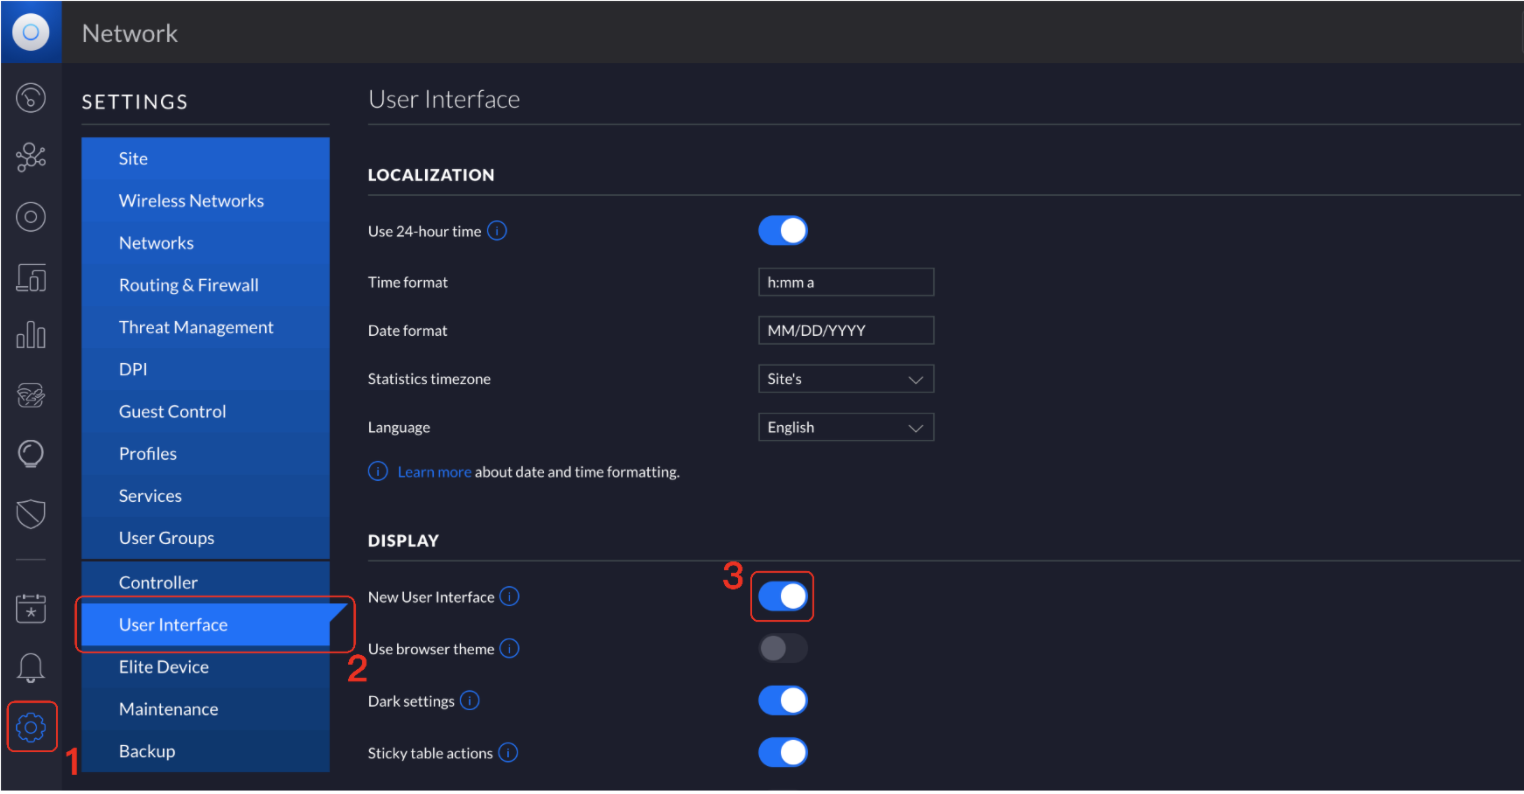 Network
SETTINGS
Site
Wireless Networks
Networks
Routing & Firewall
Threat Management
DPI
Guest Control
Profiles
Services
User Groups
Controller
User Interface
2
Elite Device
Maintenance
Backup
1
User Interface
LOCALIZATION
Use 24-hour time
Time format h:mm a
Date format MM/DD/YYYY
Statistics timezone Site's
Language English
Learn more about date and time formatting.
DISPLAY
3
New User Interface
Use browser theme
Dark settings
Sticky table actions